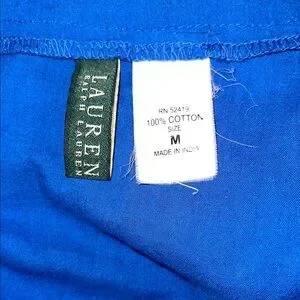 LAUREN
RALPH LAUREN
RN 52419
100% COTTON
SIZE
M
MADE IN INDIA